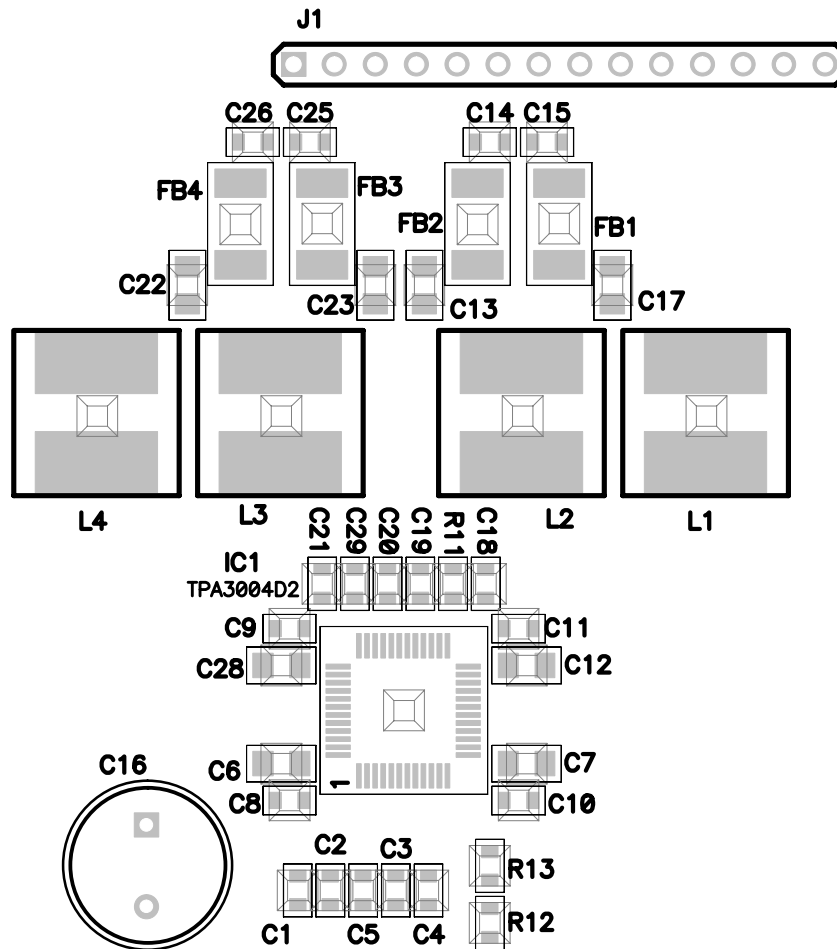 J1
C26 C25 C14 C15
FB4 FB3 FB2 FB1
C22 C23 C13 C17
L4 L3 L2 L1
C21 C29 C20 C19 R11 C18
IC1
TPA3004D2
C9 C11
C28 C12
C16 C6 C7
1
C8 C10
C2 C3
R13
C1 C5 C4 R12